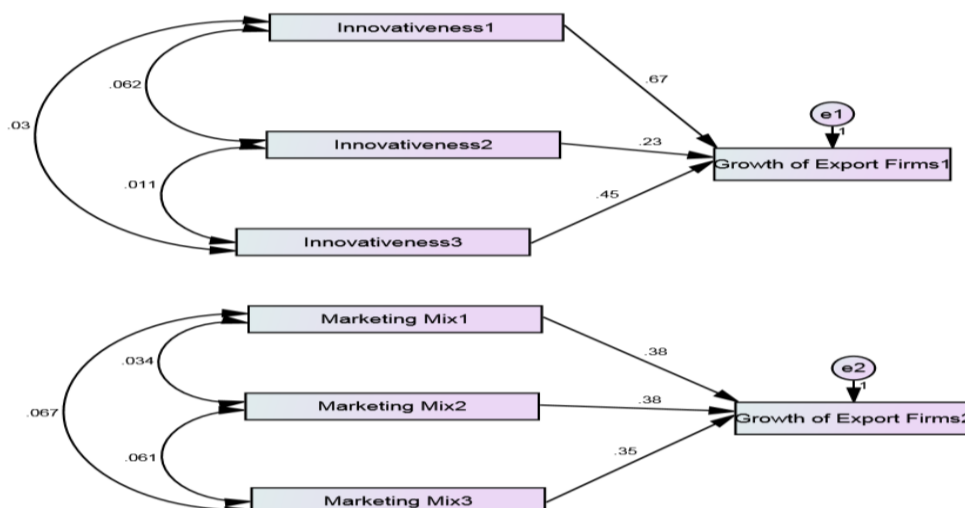 Innovativeness1
.67
.062
e1
1
.03
Innovativeness2
.23
Growth of Export Firms1
.011
.45
Innovativeness3
Marketing Mix1
.034
.38
e2
1
.067
Marketing Mix2
.38
Growth of Export Firms2
.061
.35
Marketing Mix3